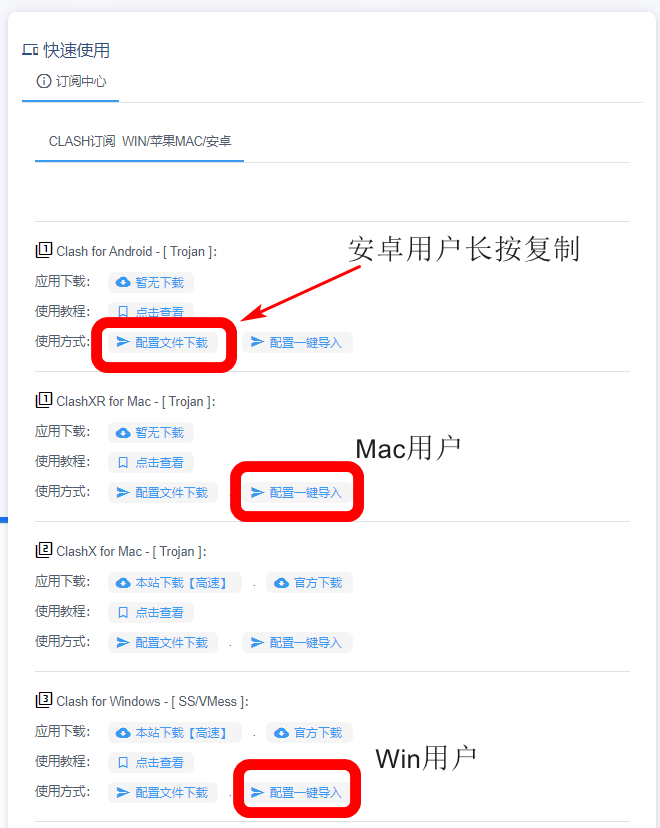 快速使用
订阅中心
CLASH订阅 WIN/苹果MAC/安卓
1 Clash for Android - [ Trojan ]:
安卓用户长按复制
应用下载: 暂无下载
使用教程: 点击查看
使用方式: 配置文件下载 配置一键导入
1 ClashXR for Mac - [ Trojan ]:
应用下载: 暂无下载
Mac用户
使用教程: 点击查看
使用方式: 配置文件下载 . 配置一键导入
2 ClashX for Mac - [ Trojan ]:
应用下载: 本站下载【高速】 . 官方下载
使用教程: 点击查看
使用方式: 配置文件下载 . 配置一键导入
3 Clash for Windows - [ SS/VMess ]:
应用下载: 本站下载【高速】 . 官方下载
使用教程: 点击查看
Win用户
使用方式: 配置文件下载 . 配置一键导入